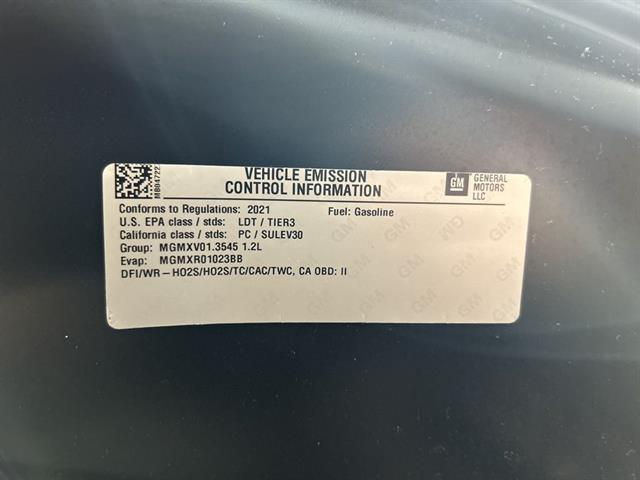 MB04722
VEHICLE EMISSION
CONTROL INFORMATION
GM GENERAL
MOTORS
LLC
Conforms to Regulations: 2021 Fuel: Gasoline
U.S. EPA class / stds: LDT / TIER3
California class / stds: PC / SULEV30
Group: MGMXV01.3545 1.2L
Evap: MGMXR01023BB
DFI/WR-HO2S/HO2S/TC/CAC/TWC, CA OBD: II